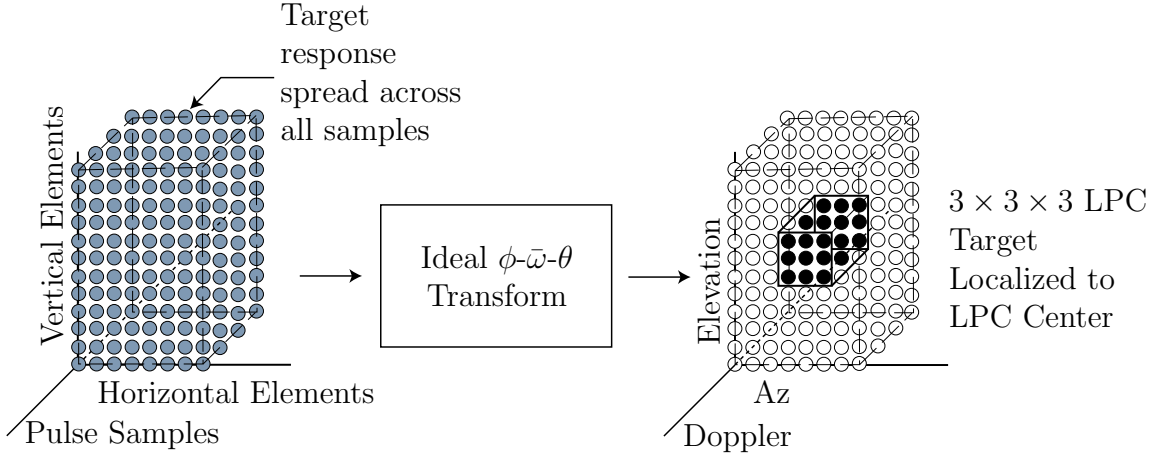 Target
response
spread across
all samples
Vertical Elements
Horizontal Elements
Pulse Samples
Ideal ϕ-ω̄-θ
Transform
Elevation
Az
Doppler
3 × 3 × 3 LPC
Target
Localized to
LPC Center